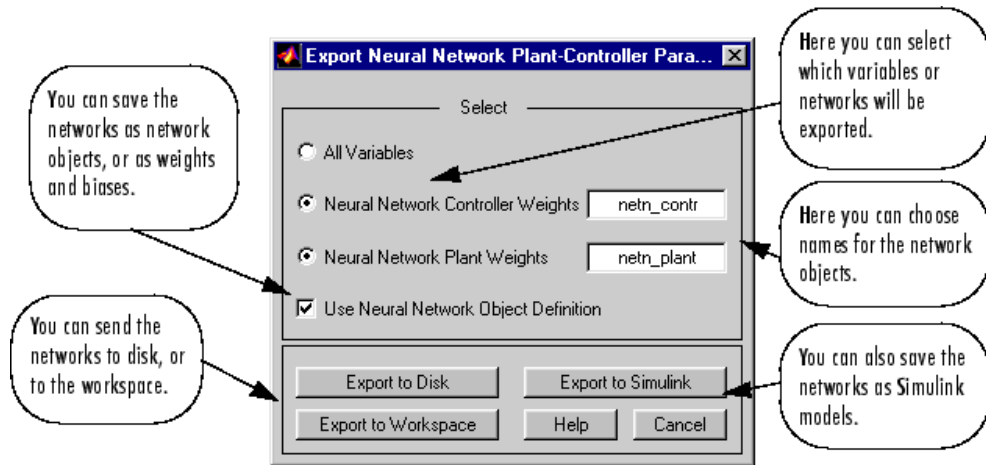 Export Neural Network Plant-Controller Para...
Here you can select
which variables or
networks will be
exported.
You can save the
networks as network
objects, or as weights
and biases.
Select
All Variables
Neural Network Controller Weights netn_contr
Neural Network Plant Weights netn_plant
Use Neural Network Object Definition
Here you can choose
names for the network
objects.
You can send the
networks to disk, or
to the workspace.
Export to Disk Export to Simulink
Export to Workspace Help Cancel
You can also save the
networks as Simulink
models.